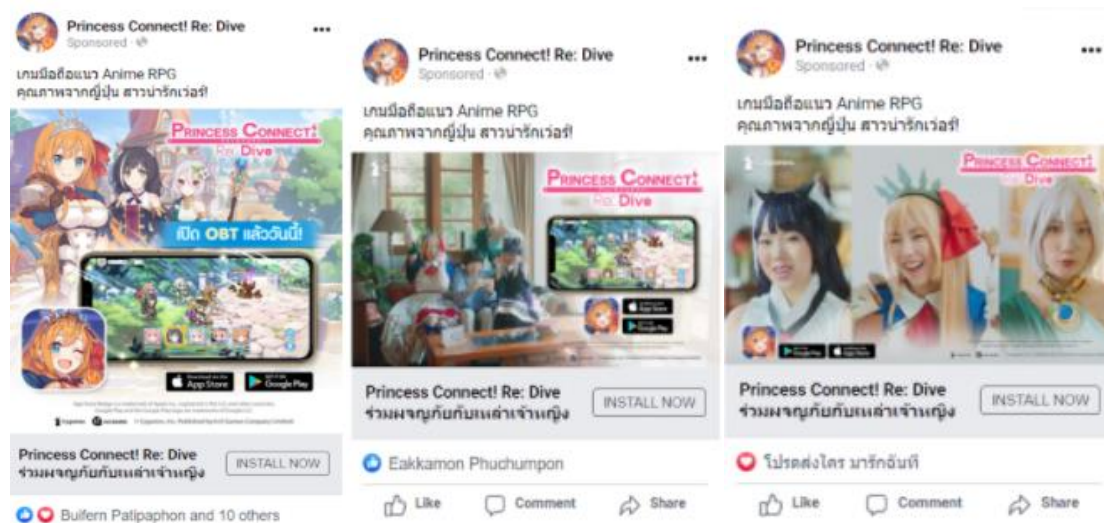 Princess Connect! Re: Dive
Sponsored
เกมมือถือแนว Anime RPG
คุณภาพจากญี่ปุ่น สาวน่ารักเว่อร์!
PRINCESS CONNECT!
Re: Dive
เปิด OBT แล้ววันนี้!
App Store
Google Play
Princess Connect! Re: Dive
ร่วมผจญภัยกับเหล่าเจ้าหญิง
INSTALL NOW
Buifern Patipaphon and 10 others
Princess Connect! Re: Dive
Sponsored
เกมมือถือแนว Anime RPG
คุณภาพจากญี่ปุ่น สาวน่ารักเว่อร์!
PRINCESS CONNECT!
Re: Dive
App Store
Google Play
Princess Connect! Re: Dive
ร่วมผจญภัยกับเหล่าเจ้าหญิง
INSTALL NOW
Eakkamon Phuchumpon
Like Comment Share
Princess Connect! Re: Dive
Sponsored
เกมมือถือแนว Anime RPG
คุณภาพจากญี่ปุ่น สาวน่ารักเว่อร์!
PRINCESS CONNECT!
Re: Dive
Google Play App Store
Princess Connect! Re: Dive
ร่วมผจญภัยกับเหล่าเจ้าหญิง
INSTALL NOW
โปรดส่งใคร มารักฉันที
Like Comment Share